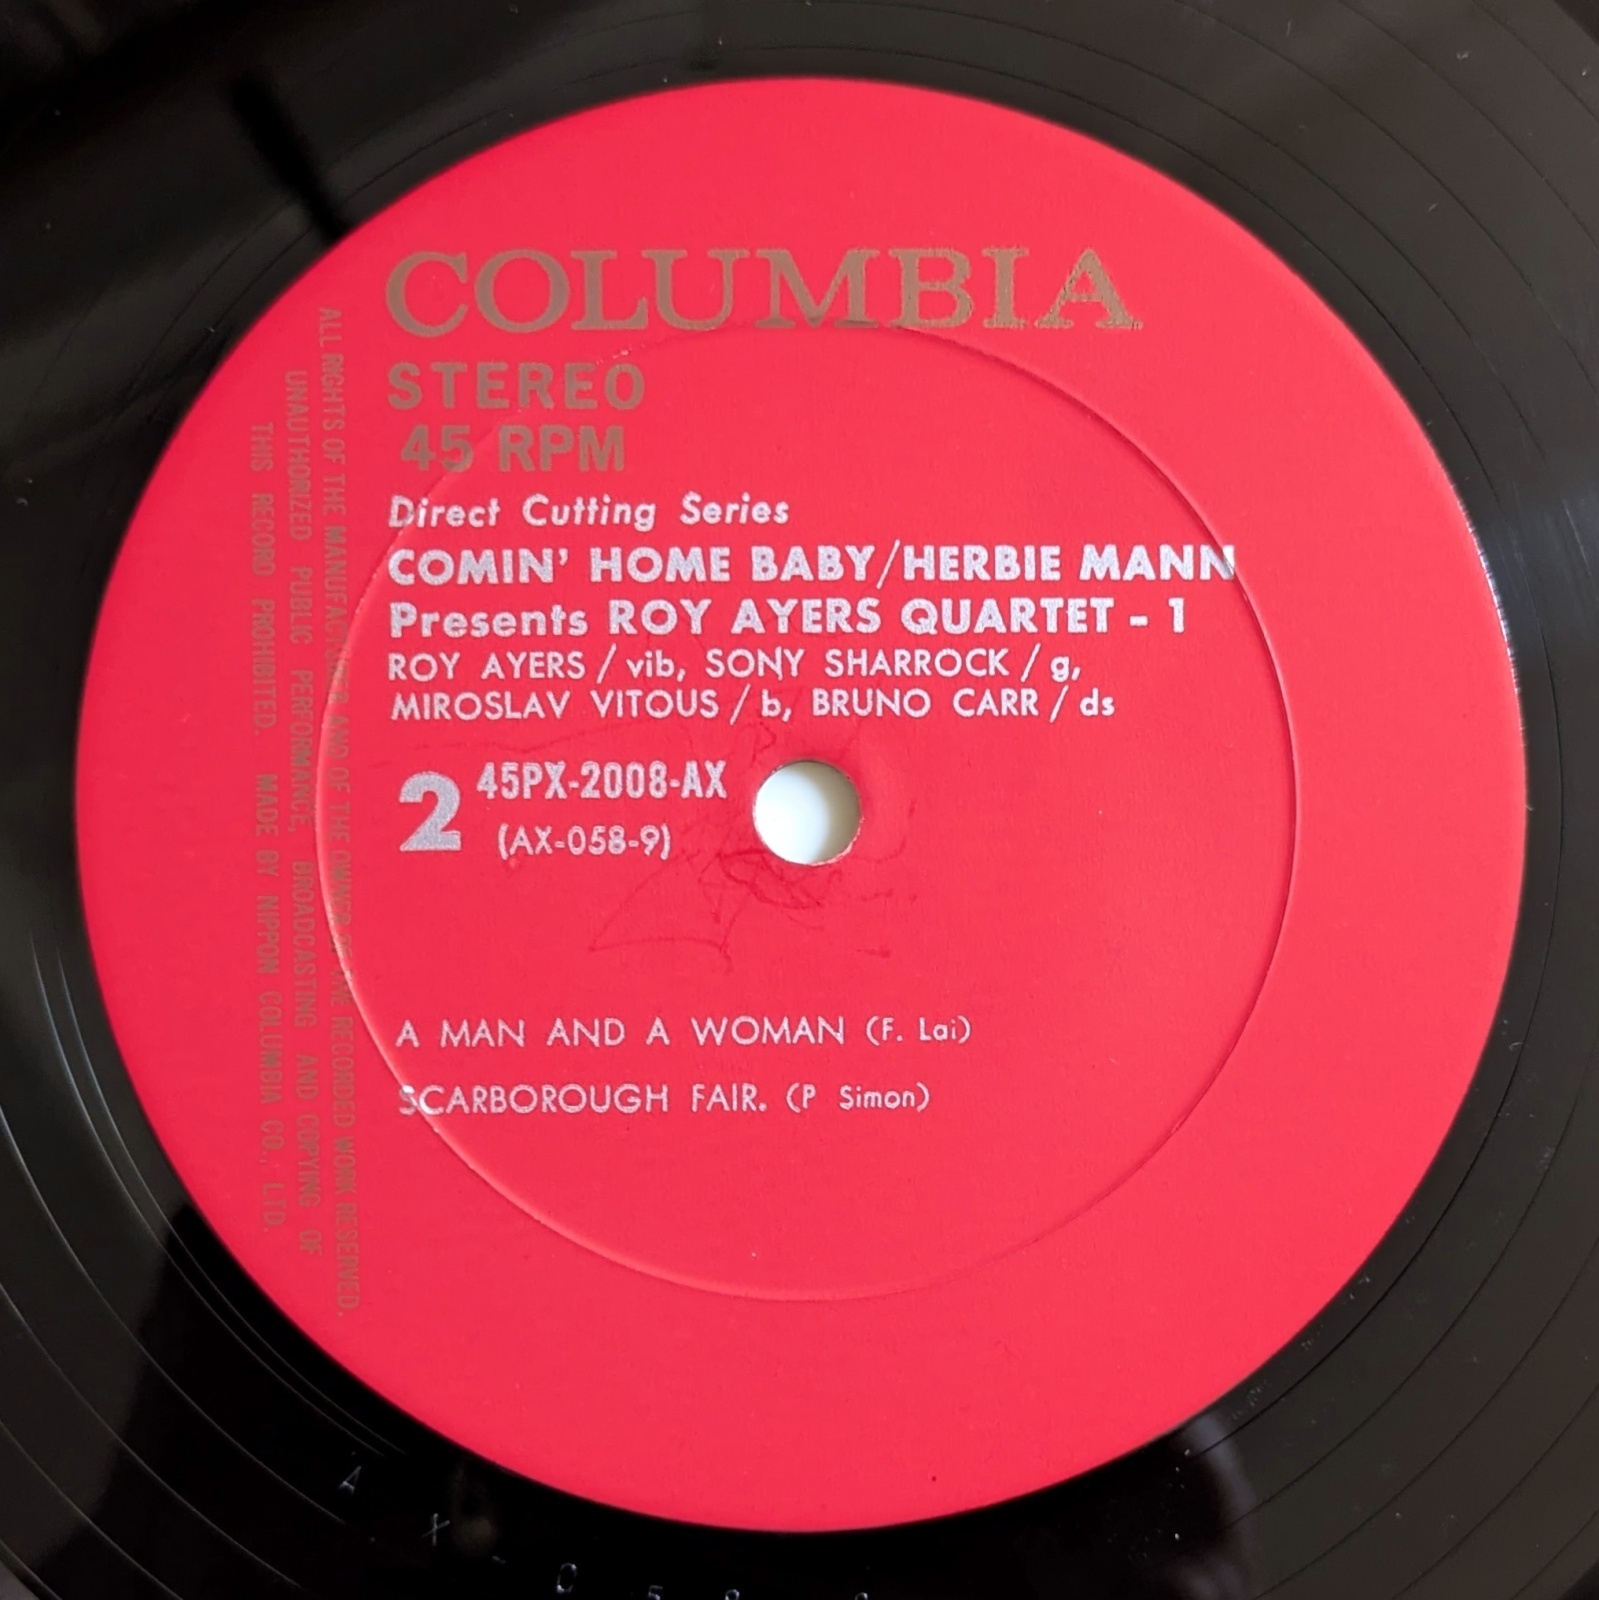 COLUMBIA
STEREO
45 RPM
Direct Cutting Series
COMIN' HOME BABY/HERBIE MANN
Presents ROY AYERS QUARTET - 1
ROY AYERS / vib, SONY SHARROCK / g,
MIROSLAV VITOUS / b, BRUNO CARR / ds
2 45PX-2008-AX
(AX-058-9)
A MAN AND A WOMAN (F. Lai)
SCARBOROUGH FAIR. (P Simon)
ALL RIGHTS OF THE MANUFACTURER AND OF THE OWNER OF THE RECORDED WORK RESERVED.
UNAUTHORIZED PUBLIC PERFORMANCE, BROADCASTING AND COPYING OF
THIS RECORD PROHIBITED. MADE BY NIPPON COLUMBIA CO., LTD.
AX-058